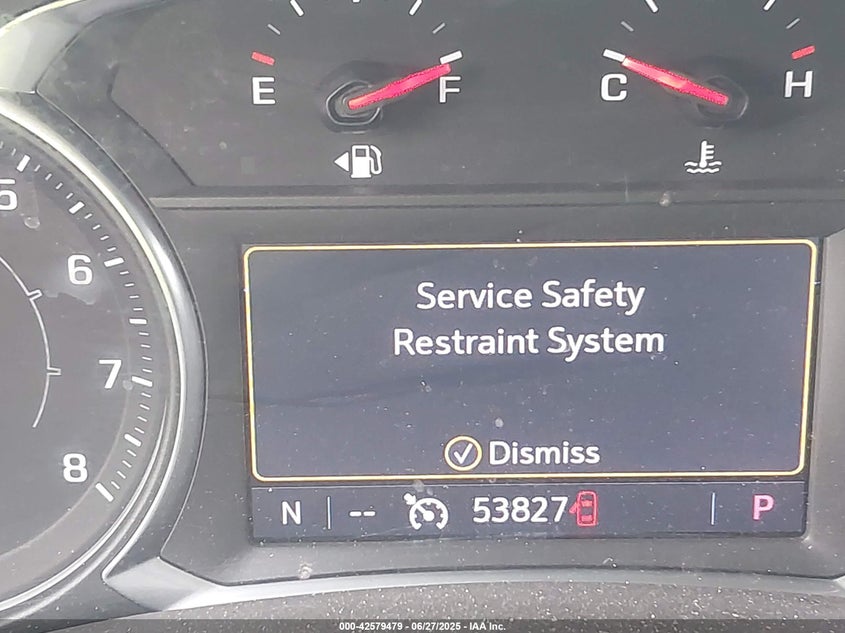 E F C H
5
6
7
8
Service Safety
Restraint System
Dismiss
N -- 53827 P
000-42579479 - 06/27/2025 - IAA Inc.